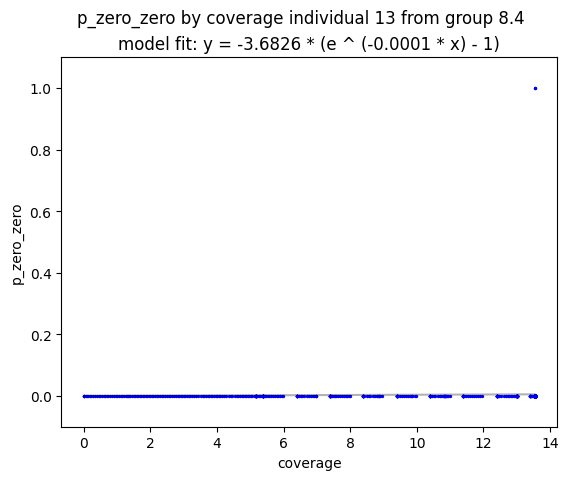 p_zero_zero by coverage individual 13 from group 8.4
model fit: y = -3.6826 * (e ^ (-0.0001 * x) - 1)
1.0
0.8
0.6
0.4
0.2
0.0
p_zero_zero
0 2 4 6 8 10 12 14
coverage